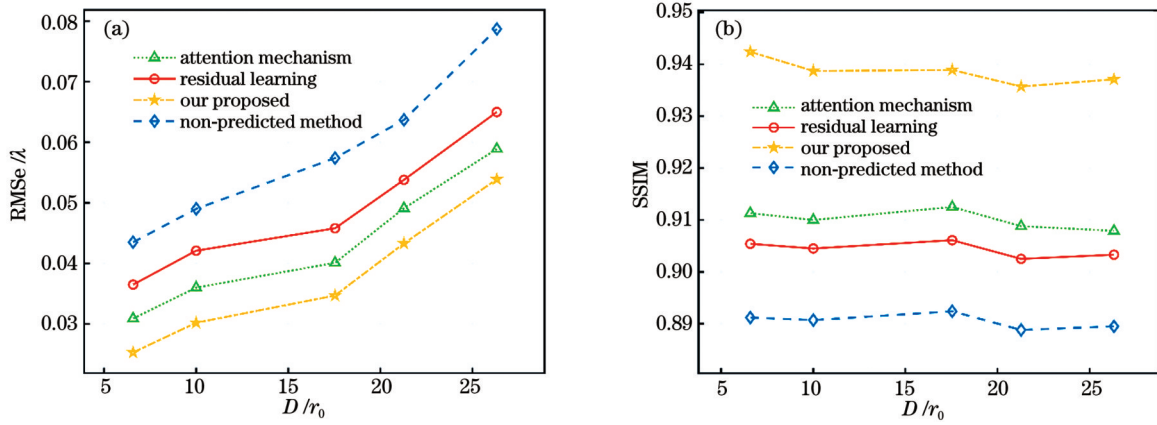 (a)
0.08
0.07
0.06
0.05
0.04
0.03
RMSe/λ
attention mechanism
residual learning
our proposed
non-predicted method
5 10 15 20 25
D/r₀
(b)
0.95
0.94
0.93
0.92
0.91
0.90
0.89
SSIM
attention mechanism
residual learning
our proposed
non-predicted method
5 10 15 20 25
D/r₀